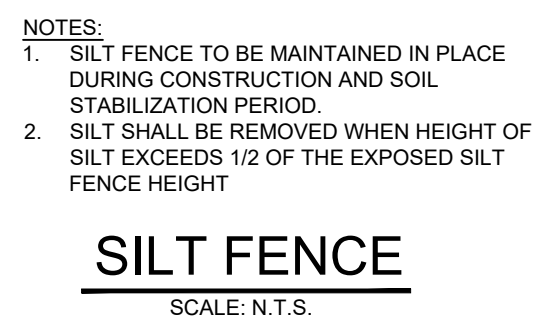 NOTES:
1. SILT FENCE TO BE MAINTAINED IN PLACE
DURING CONSTRUCTION AND SOIL
STABILIZATION PERIOD.
2. SILT SHALL BE REMOVED WHEN HEIGHT OF
SILT EXCEEDS 1/2 OF THE EXPOSED SILT
FENCE HEIGHT
SILT FENCE
SCALE: N.T.S.